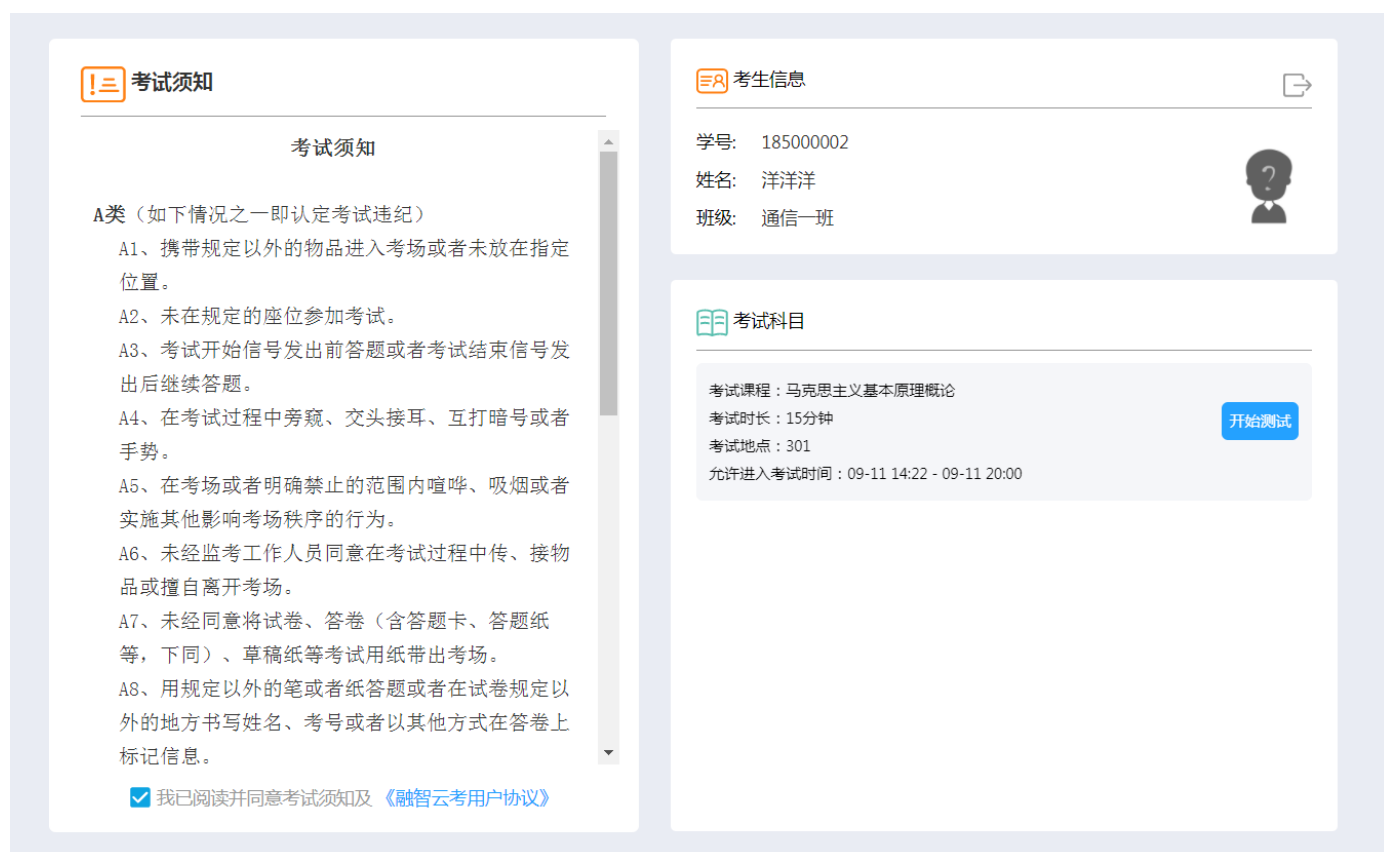 考试须知
考试须知
A类（如下情况之一即认定考试违纪）
A1、携带规定以外的物品进入考场或者未放在指定
位置。
A2、未在规定的座位参加考试。
A3、考试开始信号发出前答题或者考试结束信号发
出后继续答题。
A4、在考试过程中旁窥、交头接耳、互打暗号或者
手势。
A5、在考场或者明确禁止的范围内喧哗、吸烟或者
实施其他影响考场秩序的行为。
A6、未经监考工作人员同意在考试过程中传、接物
品或擅自离开考场。
A7、未经同意将试卷、答卷（含答题卡、答题纸
等，下同）、草稿纸等考试用纸带出考场。
A8、用规定以外的笔或者纸答题或者在试卷规定以
外的地方书写姓名、考号或者以其他方式在答卷上
标记信息。
我已阅读并同意考试须知及《融智云考用户协议》
考生信息
学号: 185000002
姓名: 洋洋洋
班级: 通信一班
考试科目
考试课程：马克思主义基本原理概论
考试时长：15分钟
考试地点：301
允许进入考试时间：09-11 14:22 - 09-11 20:00
开始测试